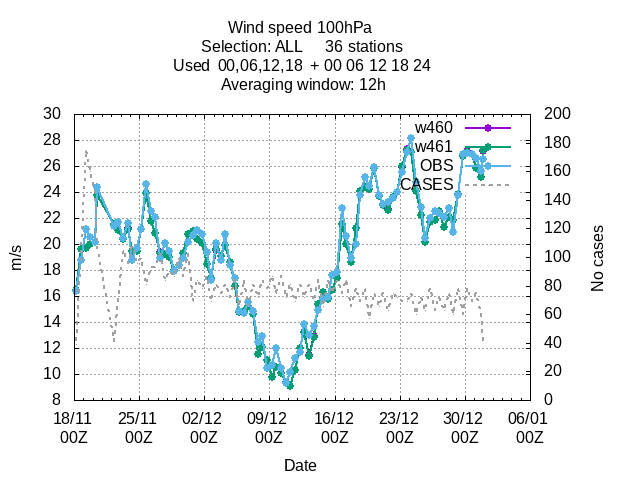 Wind speed 100hPa
Selection: ALL 36 stations
Used 00,06,12,18 + 00 06 12 18 24
Averaging window: 12h
30 200
28 180
26 160
24 140
22 120
20 100
18 80
16 60
14 40
12 20
10 0
8
w460
w461
OBS
CASES
m/s
No cases
18/11 25/11 02/12 09/12 16/12 23/12 30/12 06/01
00Z 00Z 00Z 00Z 00Z 00Z 00Z 00Z
Date